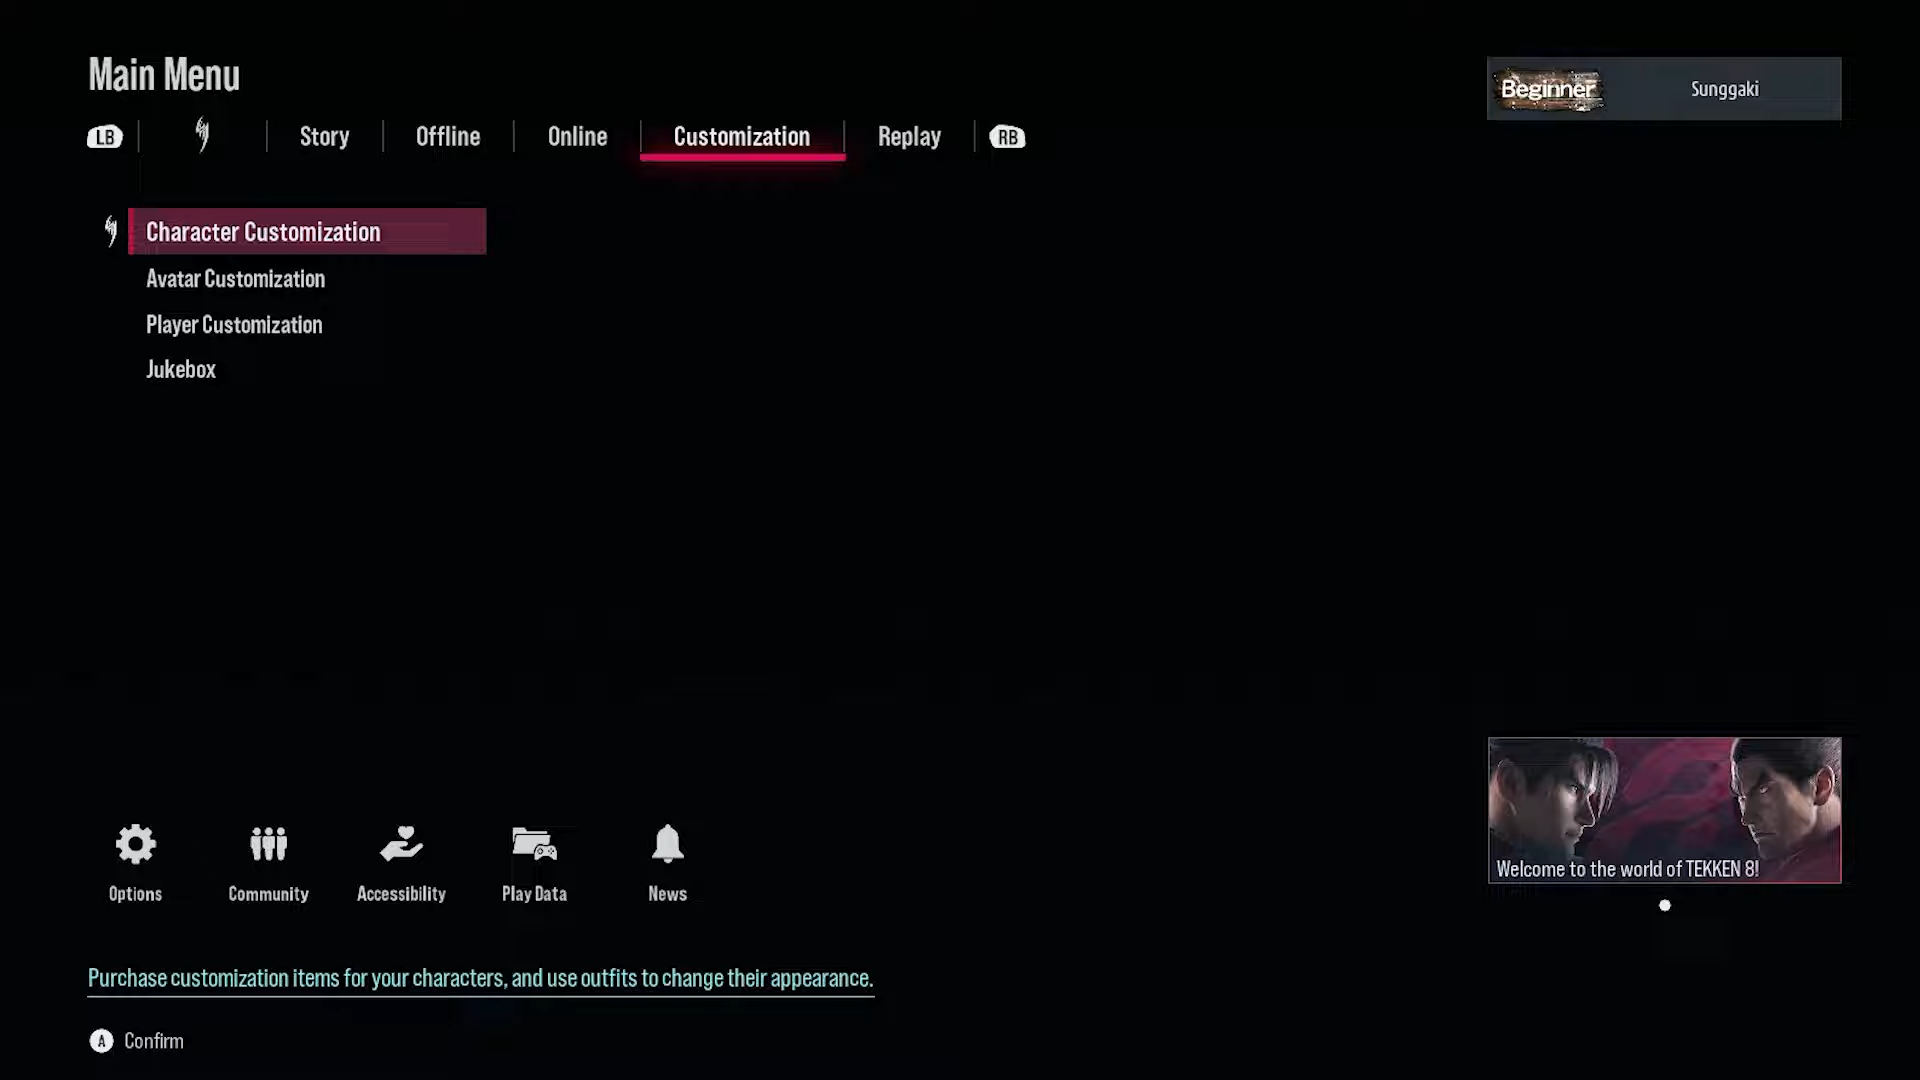 Main Menu
Beginner
Sunggaki
LB
Story
Offline
Online
Customization
Replay
RB
Character Customization
Avatar Customization
Player Customization
Jukebox
Welcome to the world of TEKKEN 8!
Options
Community
Accessibility
Play Data
News
Purchase customization items for your characters, and use outfits to change their appearance.
A Confirm